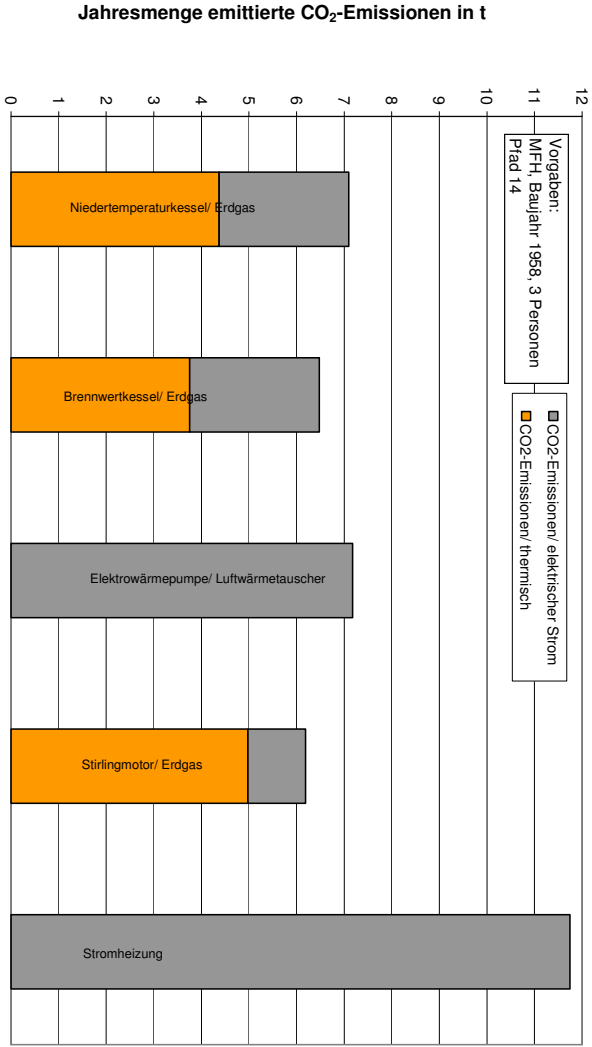 Jahresmenge emittierte CO₂-Emissionen in t
0 1 2 3 4 5 6 7 8 9 10 11 12
Vorgaben:
MFH, Baujahr 1958, 3 Personen
Pfad 14
CO2-Emissionen/ elektrischer Strom
CO2-Emissionen/ thermisch
Niedertemperaturkessel/ Erdgas
Brennwertkessel/ Erdgas
Elektrowärmepumpe/ Luftwärmetauscher
Stirlingmotor/ Erdgas
Stromheizung